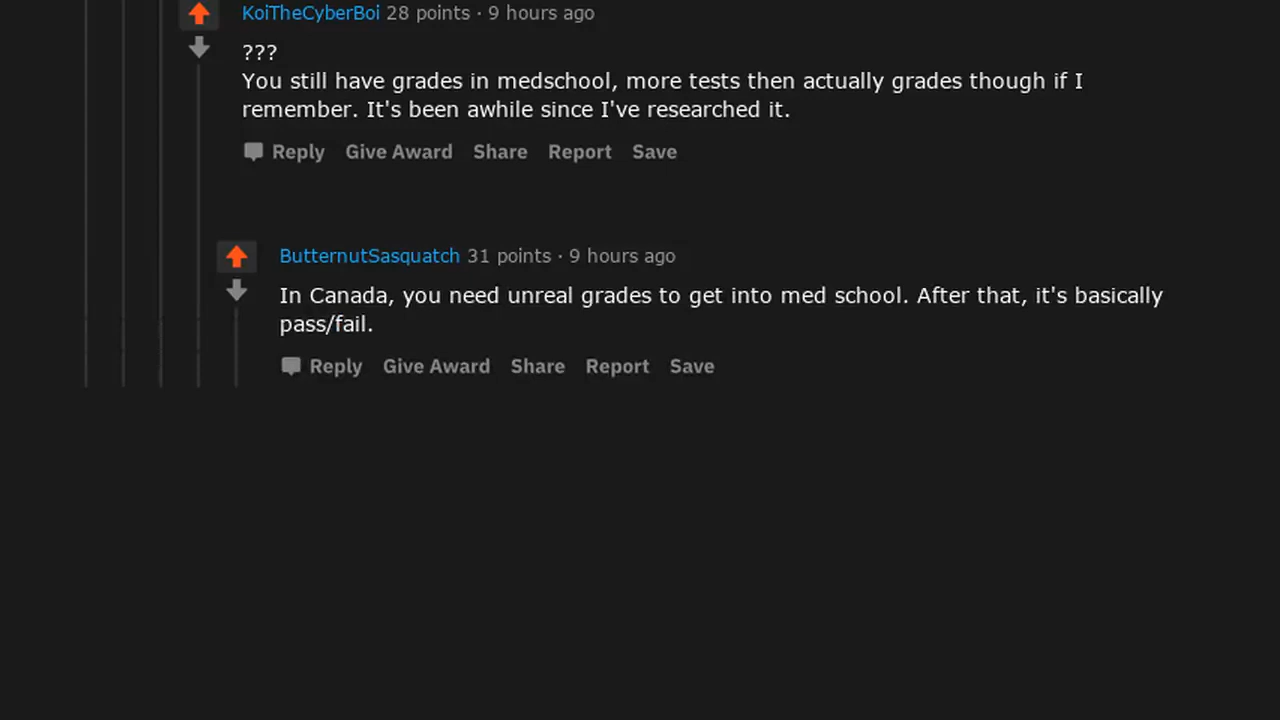 KoiTheCyberBoi 28 points · 9 hours ago
???
You still have grades in medschool, more tests then actually grades though if I
remember. It's been awhile since I've researched it.
Reply Give Award Share Report Save
ButternutSasquatch 31 points · 9 hours ago
In Canada, you need unreal grades to get into med school. After that, it's basically
pass/fail.
Reply Give Award Share Report Save